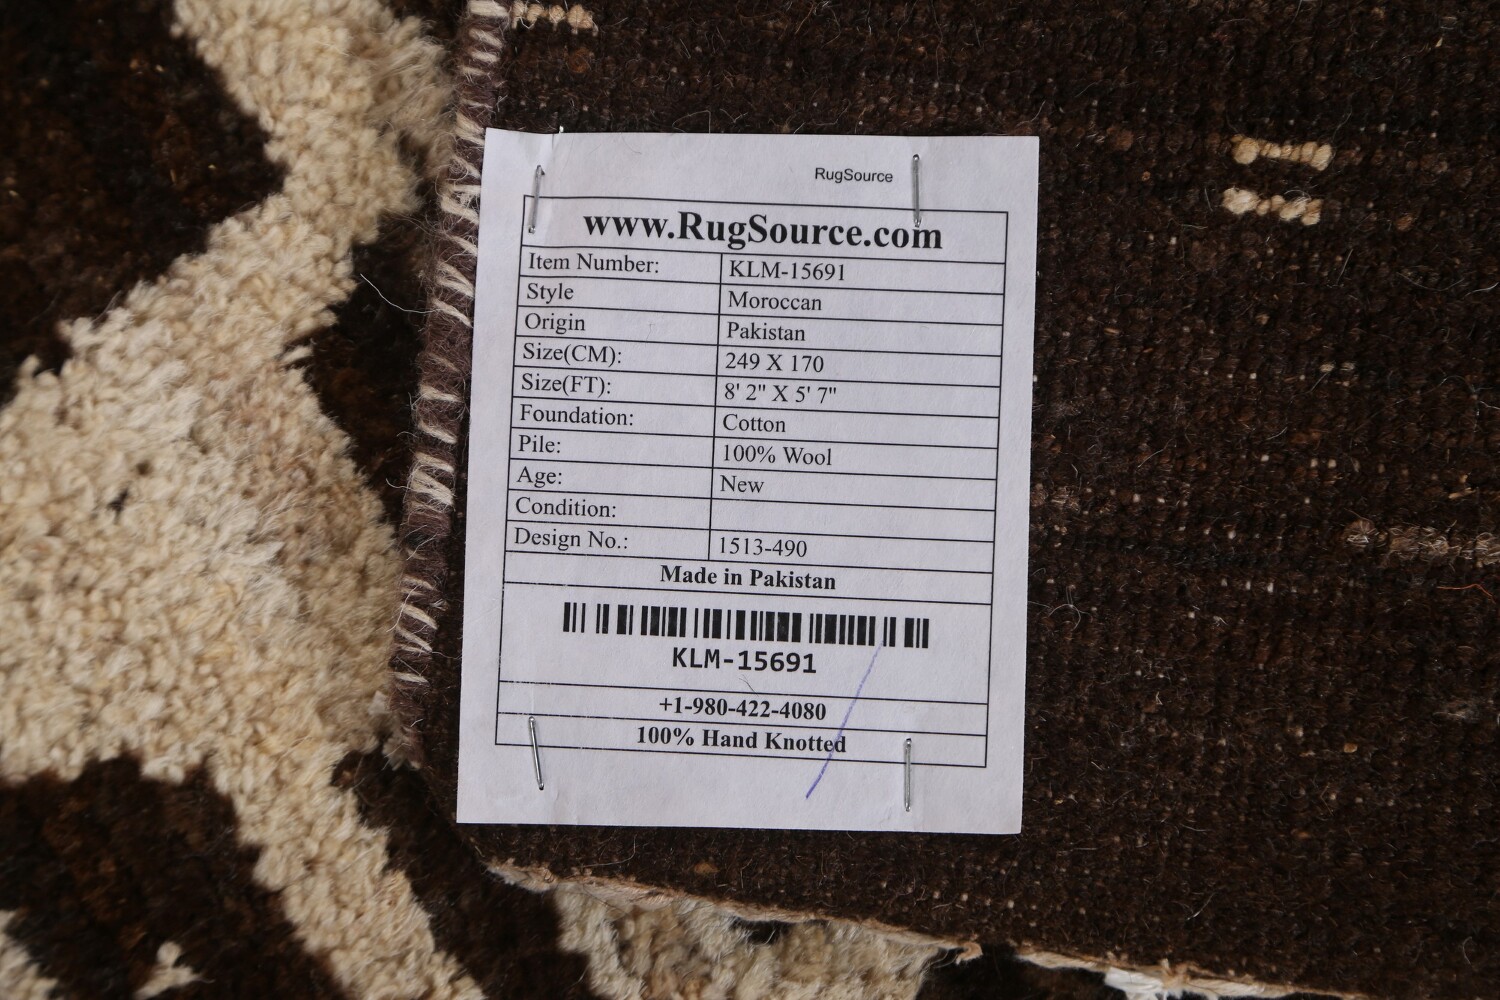 RugSource
www.RugSource.com
Item Number: KLM-15691
Style Moroccan
Origin Pakistan
Size(CM): 249 X 170
Size(FT): 8' 2" X 5' 7"
Foundation: Cotton
Pile: 100% Wool
Age: New
Condition:
Design No.: 1513-490
Made in Pakistan
KLM-15691
+1-980-422-4080
100% Hand Knotted